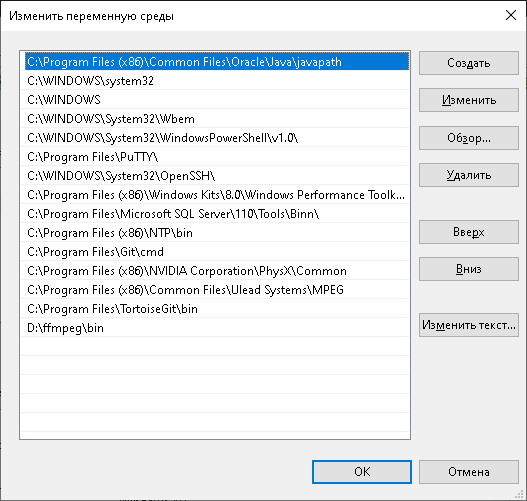 Изменить переменную среды
C:\Program Files (x86)\Common Files\Oracle\Java\javapath
C:\WINDOWS\system32
C:\WINDOWS
C:\WINDOWS\System32\Wbem
C:\WINDOWS\System32\WindowsPowerShell\v1.0\
C:\Program Files\PuTTY\
C:\WINDOWS\System32\OpenSSH\
C:\Program Files (x86)\Windows Kits\8.0\Windows Performance Toolk...
C:\Program Files\Microsoft SQL Server\110\Tools\Binn\
C:\Program Files (x86)\NTP\bin
C:\Program Files\Git\cmd
C:\Program Files (x86)\NVIDIA Corporation\PhysX\Common
C:\Program Files (x86)\Common Files\Ulead Systems\MPEG
C:\Program Files\TortoiseGit\bin
D:\ffmpeg\bin
Создать
Изменить
Обзор...
Удалить
Вверх
Вниз
Изменить текст...
OK
Отмена